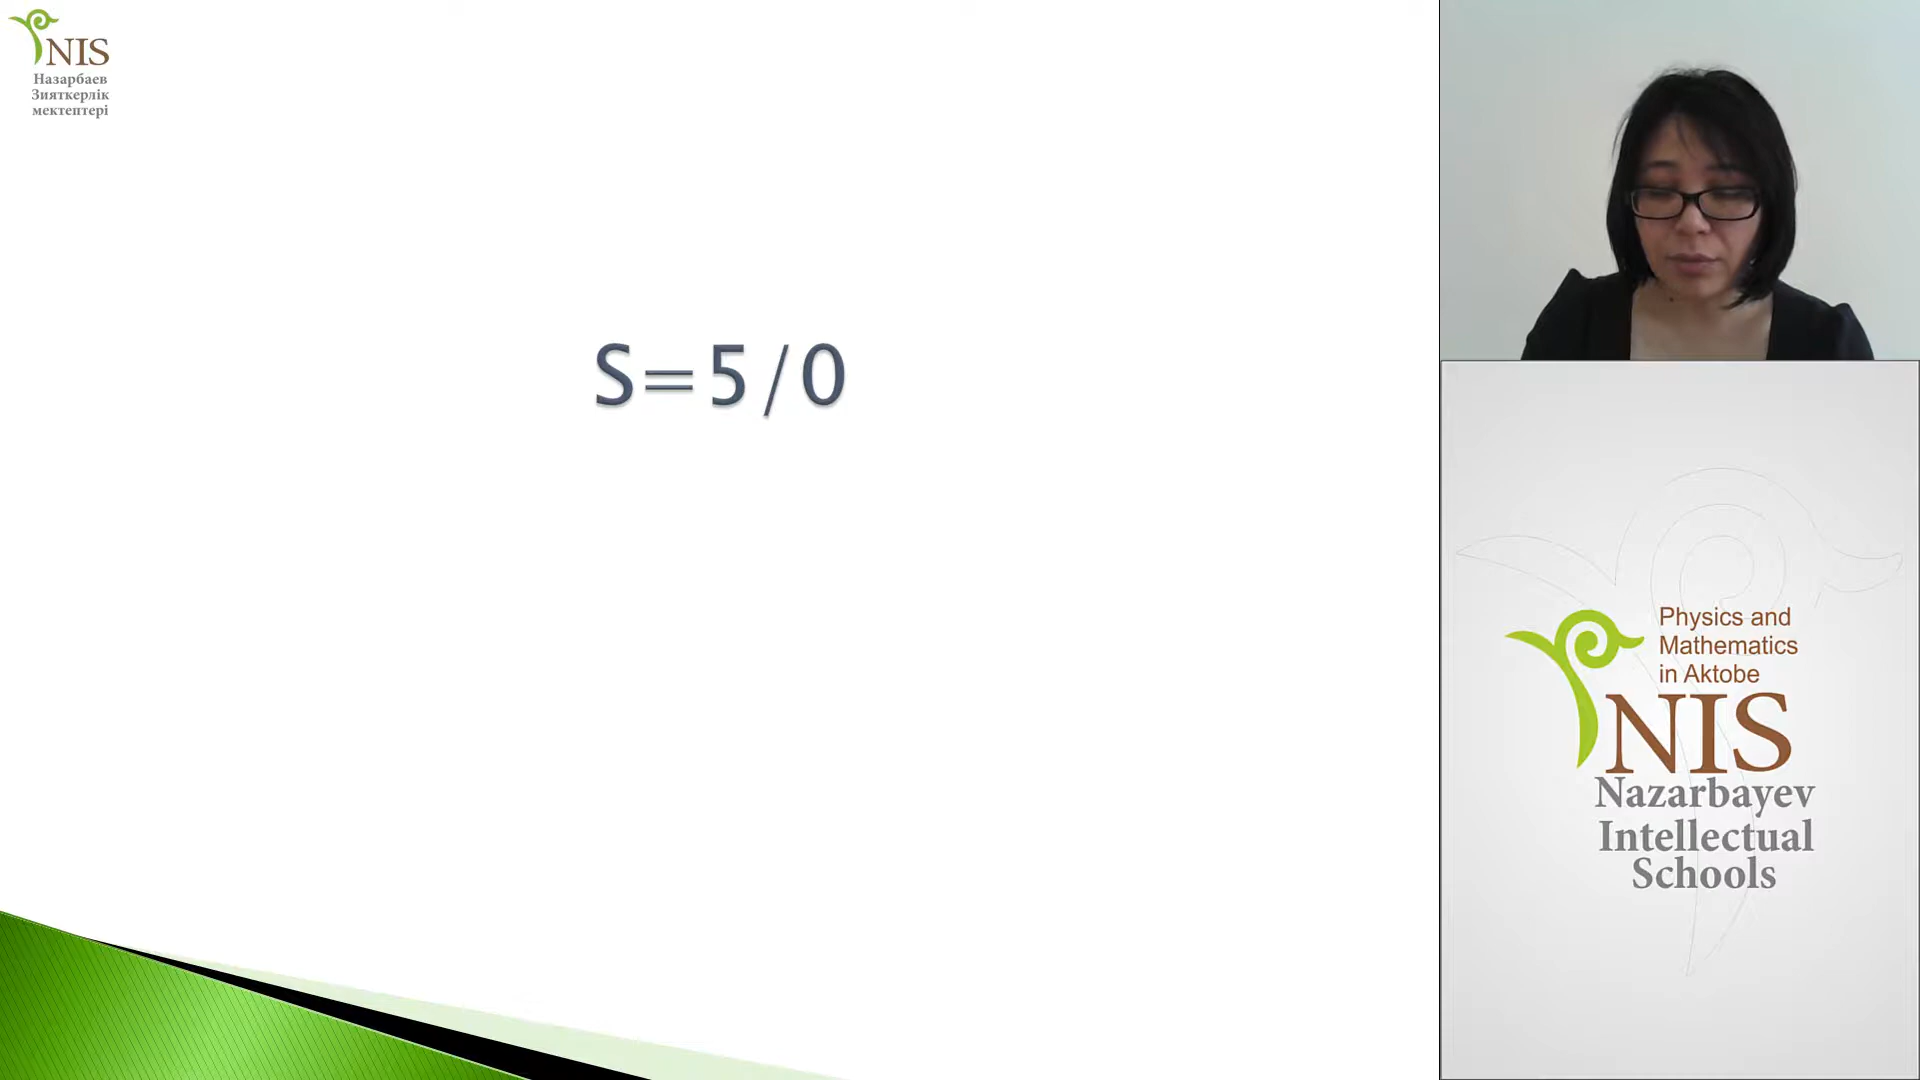 NIS
Назарбаев
Зияткерлік
мектептері
S=5/0
Physics and
Mathematics
in Aktobe
NIS
Nazarbayev
Intellectual
Schools